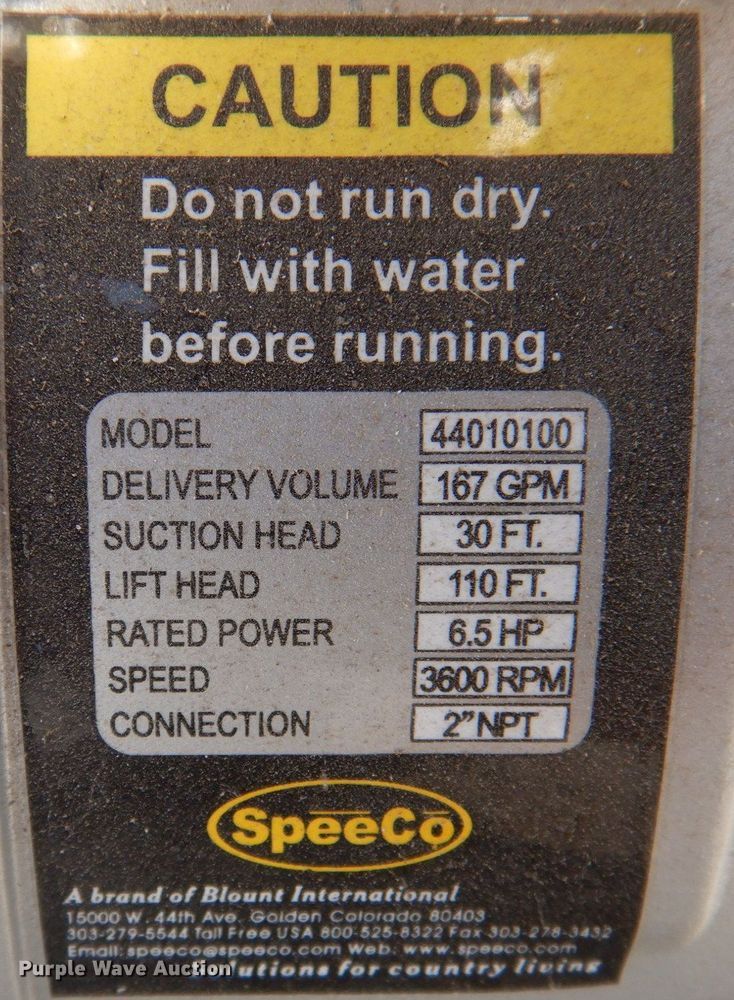 CAUTION
Do not run dry.
Fill with water
before running.
MODEL 44010100
DELIVERY VOLUME 167 GPM
SUCTION HEAD 30 FT.
LIFT HEAD 110 FT.
RATED POWER 6.5 HP
SPEED 3600 RPM
CONNECTION 2" NPT
SpeeCo
A brand of Blount International
15000 W. 44th Ave. Golden Colorado 80403
303-279-5544 Toll Free USA 800-525-8322 Fax 303-278-3432
Email: speeco@speeco.com Web: www.speeco.com
for country living
Purple Wave Auction